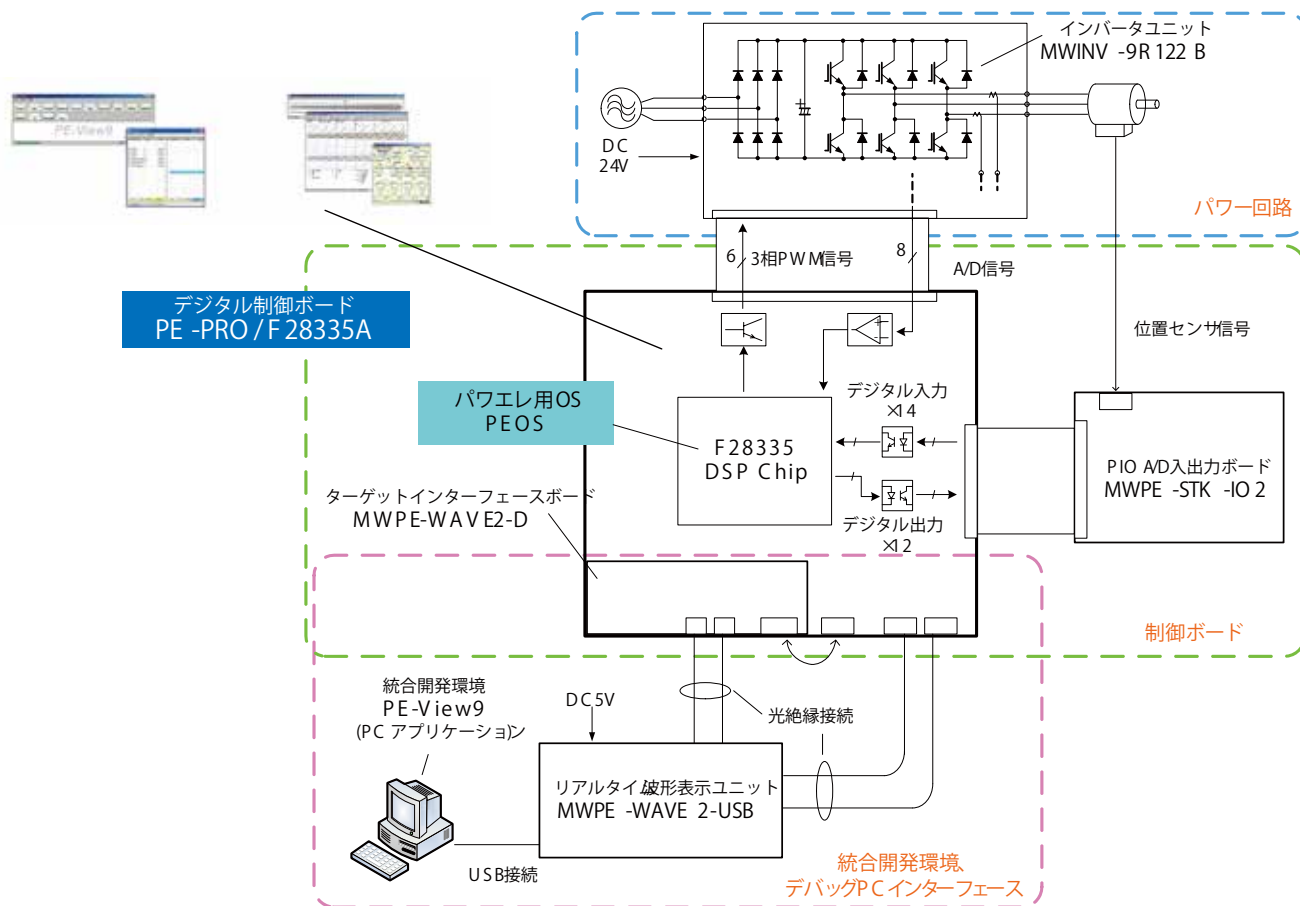 インバータユニット
MWINV -9R 122 B
PE-View9
DC
24V
パワー回路
6
3相PWM信号
8
A/D信号
デジタル制御ボード
PE -PRO / F 28335A
位置センサ信号
パワエレ用OS
PEOS
デジタル入力
×14
F28335
DSP Chip
PIO A/D入出力ボード
MWPE -STK -IO 2
ターゲットインターフェースボード
MWPE-WAVE2-D
デジタル出力
×12
制御ボード
統合開発環境
PE-View9
(PC アプリケーション)
DC5V
光絶縁接続
リアルタイム波形表示ユニット
MWPE -WAVE 2-USB
USB接続
統合開発環境、
デバッグPCインターフェース